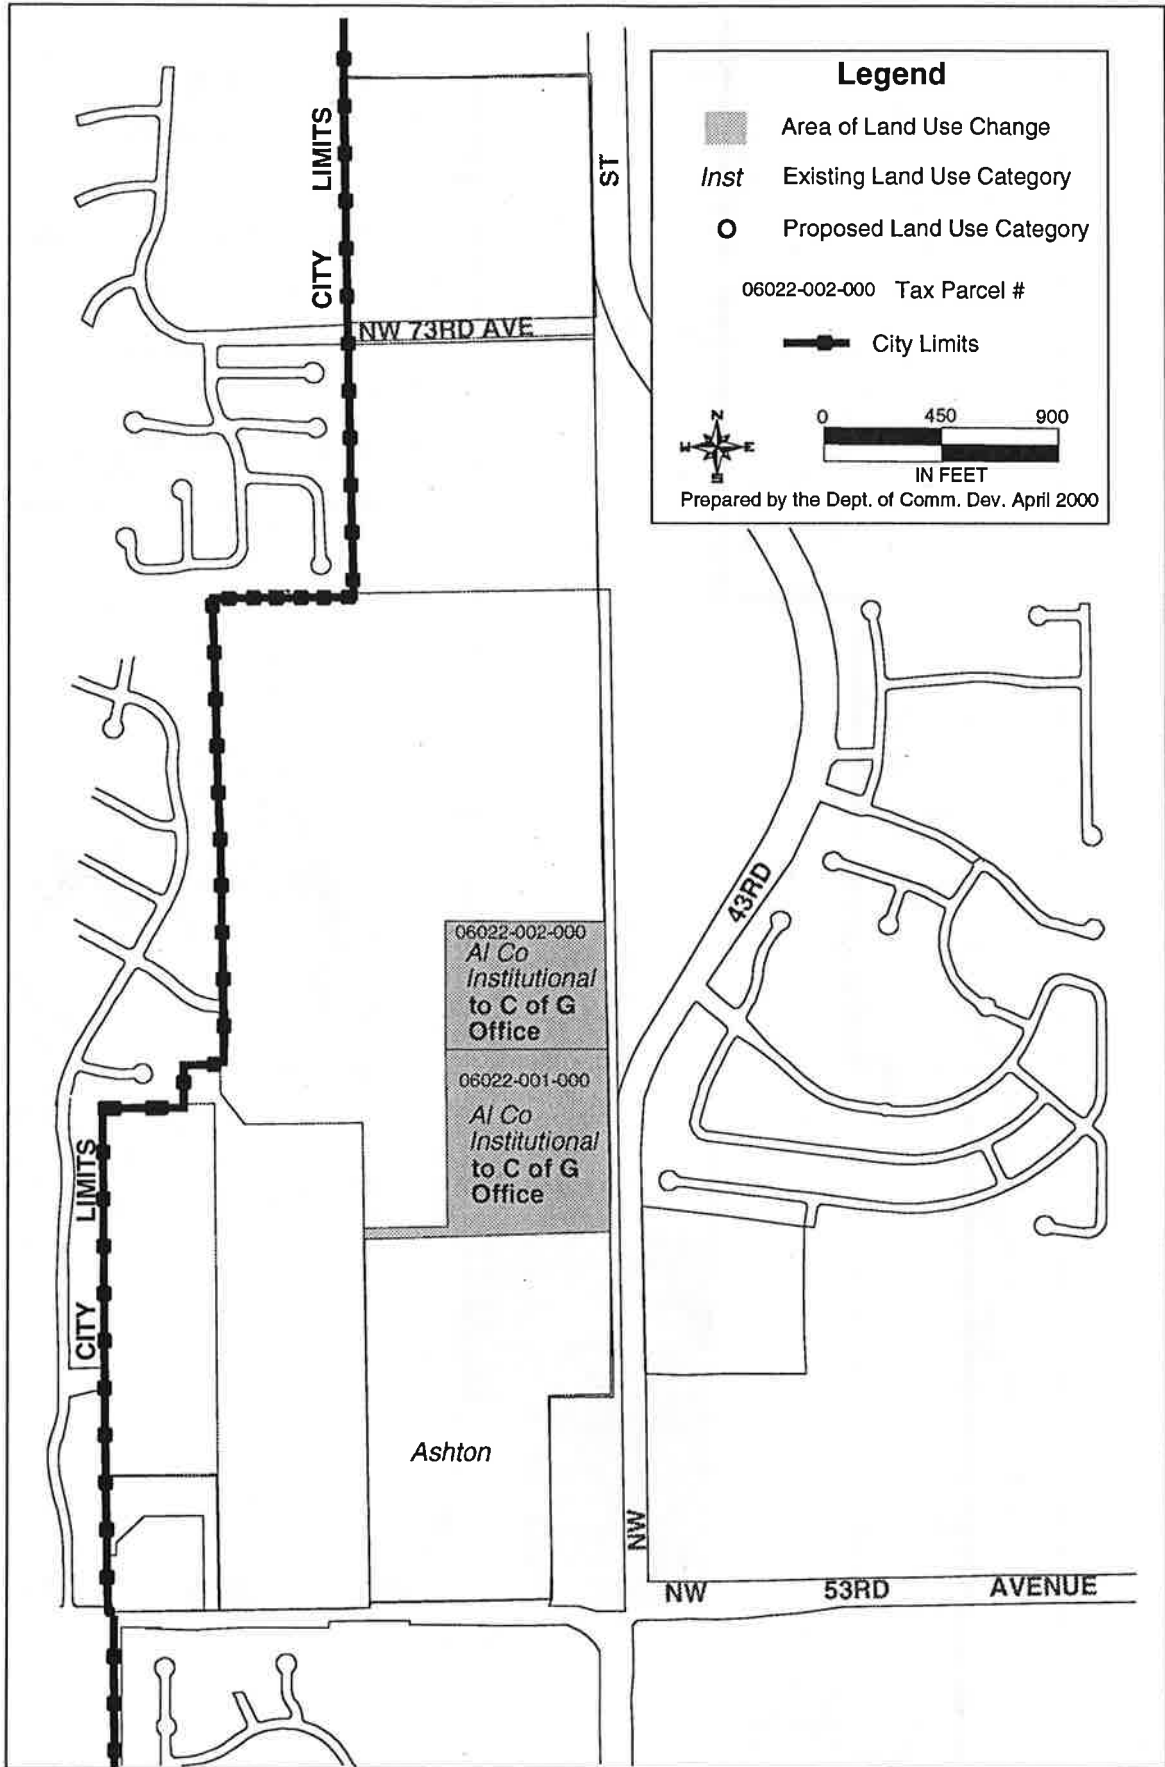 Legend
Area of Land Use Change
Inst Existing Land Use Category
O Proposed Land Use Category
06022-002-000 Tax Parcel #
City Limits
N
W E
S
0 450 900
IN FEET
Prepared by the Dept. of Comm. Dev. April 2000
CITY LIMITS
ST
NW 73RD AVE
43RD
06022-002-000
Al Co
Institutional
to C of G
Office
06022-001-000
Al Co
Institutional
to C of G
Office
CITY LIMITS
Ashton
NW
NW 53RD AVENUE